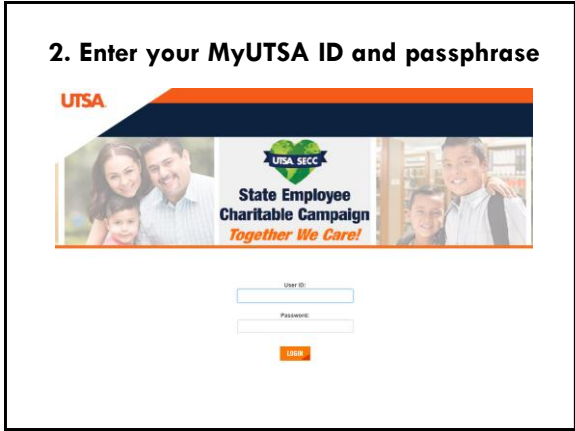 2. Enter your MyUTSA ID and passphrase
UTSA
UTSA SECC
State Employee
Charitable Campaign
Together We Care!
User ID:
Password:
LOGIN